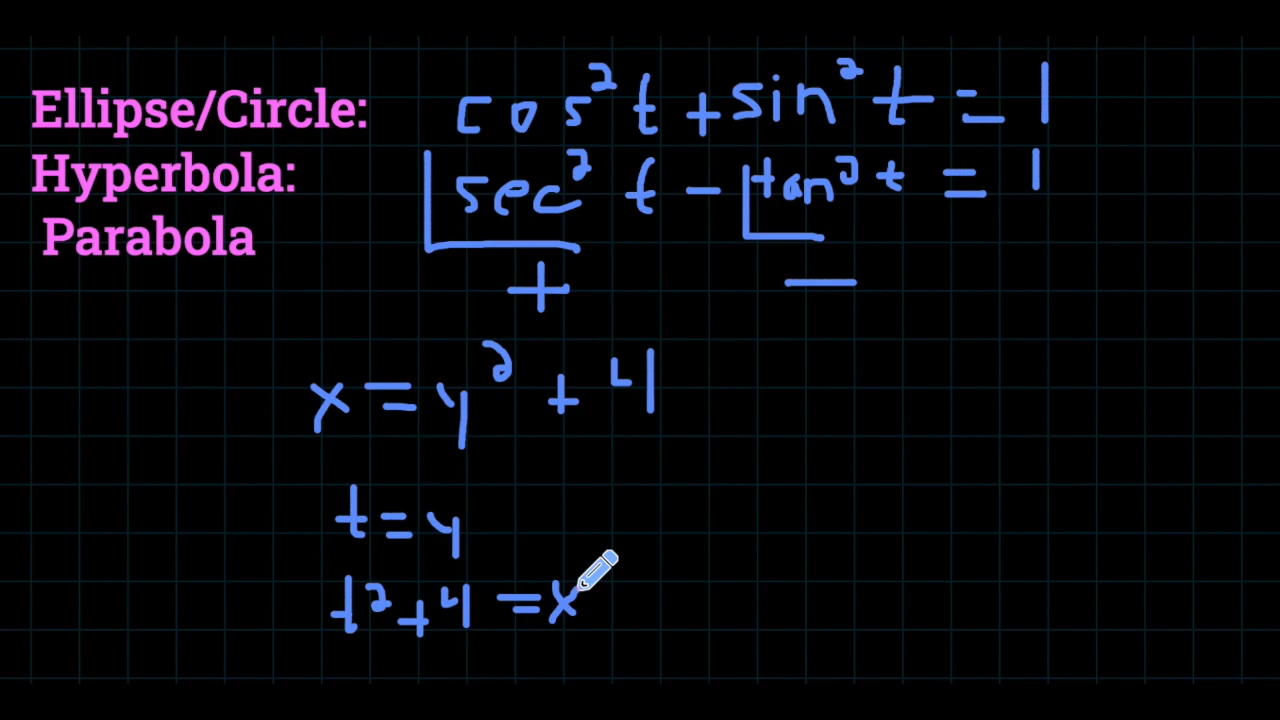 Ellipse/Circle: cos²t + sin²t = 1
Hyperbola: sec²t - tan²t = 1
Parabola
+ —
x = y² + 4
t = y
t² + 4 = x